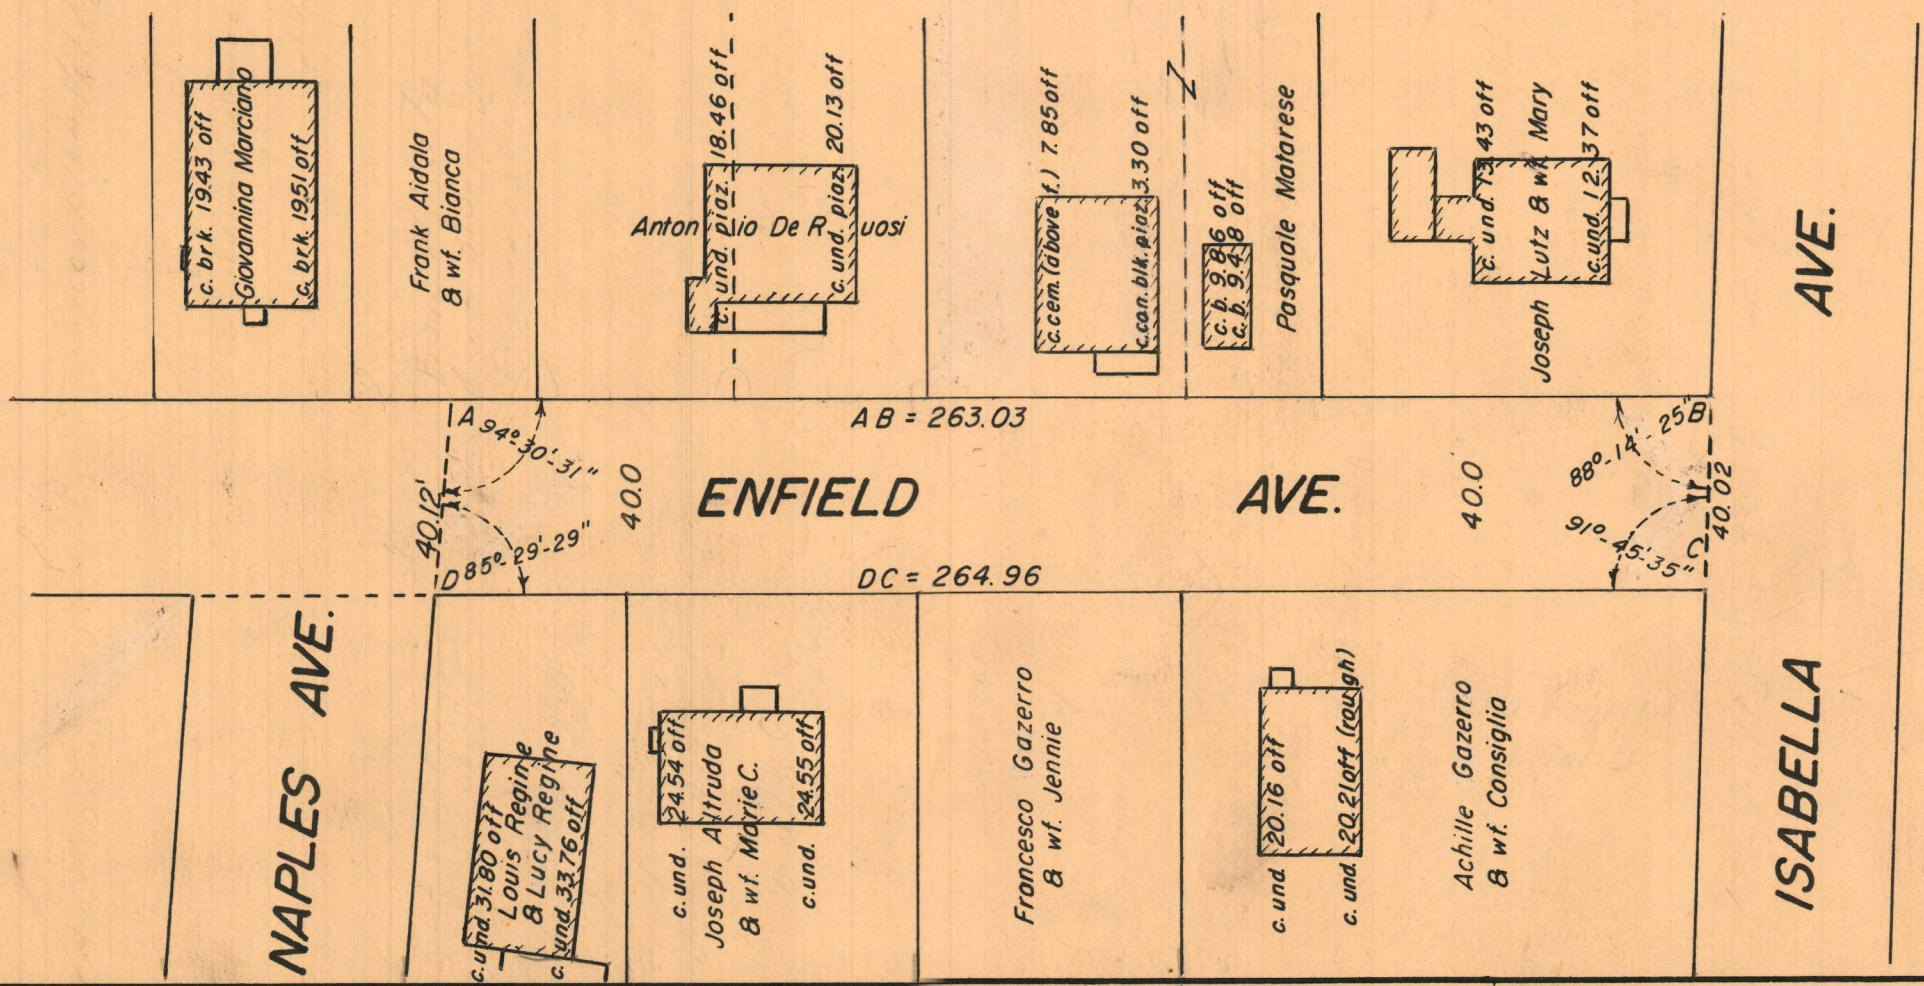 c. brk. 19.43 off
Giovannina Marciano
c. brk. 19.51 off
Frank Aidala
& wf. Bianca
c. und. piaz. 18.46 off
Antonio De Ruosi
c. und. piaz. 20.13 off
c. cem. (above f.) 7.85 off
c. con. blk. piaz. 3.30 off
Z
c. b. 9.86 off
c. b. 9.48 off
Pasquale Matarese
c. und. 13.43 off
Joseph Lutz & wf. Mary
c. und. 12.37 off
A B = 263.03
A 94°-30'-31"
40.12'
D 85°-29'-29"
40.0
ENFIELD AVE.
40.0
88°-14'-25" B
40.02
91°-45'-35" C
DC = 264.96
NAPLES AVE.
c. und. 31.80 off
Louis Regine
& Lucy Regine
c. und. 33.76 off
c. und. 24.54 off
Joseph Altruda
& wf. Marie C.
c. und. 24.55 off
Francesco Gazerro
& wf. Jennie
c. und 20.16 off
c. und. 20.21 off (rough)
Achille Gazerro
& wf. Consiglia
ISABELLA AVE.